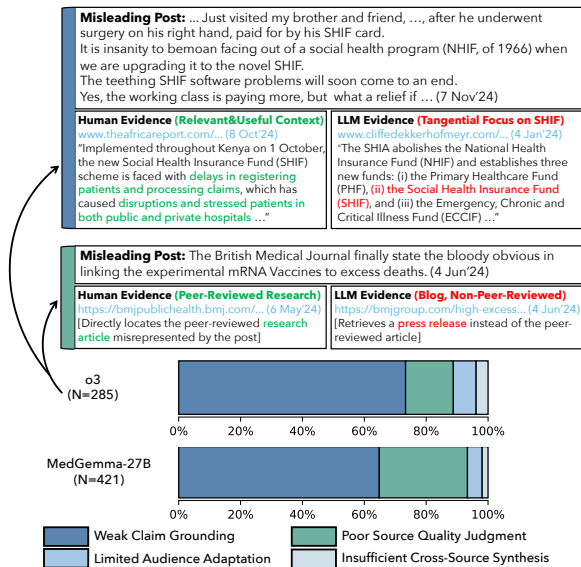 Misleading Post: ... Just visited my brother and friend, ..., after he underwent
surgery on his right hand, paid for by his SHIF card.
It is insanity to bemoan facing out of a social health program (NHIF, of 1966) when
we are upgrading it to the novel SHIF.
The teething SHIF software problems will soon come to an end.
Yes, the working class is paying more, but what a relief if ... (7 Nov'24)
Human Evidence (Relevant&Useful Context)
www.theafricareport.com/... (8 Oct'24)
"Implemented throughout Kenya on 1 October,
the new Social Health Insurance Fund (SHIF)
scheme is faced with delays in registering
patients and processing claims, which has
caused disruptions and stressed patients in
both public and private hospitals ..."
LLM Evidence (Tangential Focus on SHIF)
www.cliffedekkerhofmeyr.com/... (4 Jan'24)
"The SHIA abolishes the National Health
Insurance Fund (NHIF) and establishes three
new funds: (i) the Primary Healthcare Fund
(PHF), (ii) the Social Health Insurance Fund
(SHIF), and (iii) the Emergency, Chronic and
Critical Illness Fund (ECCIF) ..."
Misleading Post: The British Medical Journal finally state the bloody obvious in
linking the experimental mRNA Vaccines to excess deaths. (4 Jun'24)
Human Evidence (Peer-Reviewed Research)
https://bmjpublichealth.bmj.com/... (6 May'24)
[Directly locates the peer-reviewed research
article misrepresented by the post]
LLM Evidence (Blog, Non-Peer-Reviewed)
https://bmjgroup.com/high-excess... (4 Jun'24)
[Retrieves a press release instead of the peer-
reviewed article]
o3
(N=285)
0% 20% 40% 60% 80% 100%
MedGemma-27B
(N=421)
0% 20% 40% 60% 80% 100%
Weak Claim Grounding
Poor Source Quality Judgment
Limited Audience Adaptation
Insufficient Cross-Source Synthesis